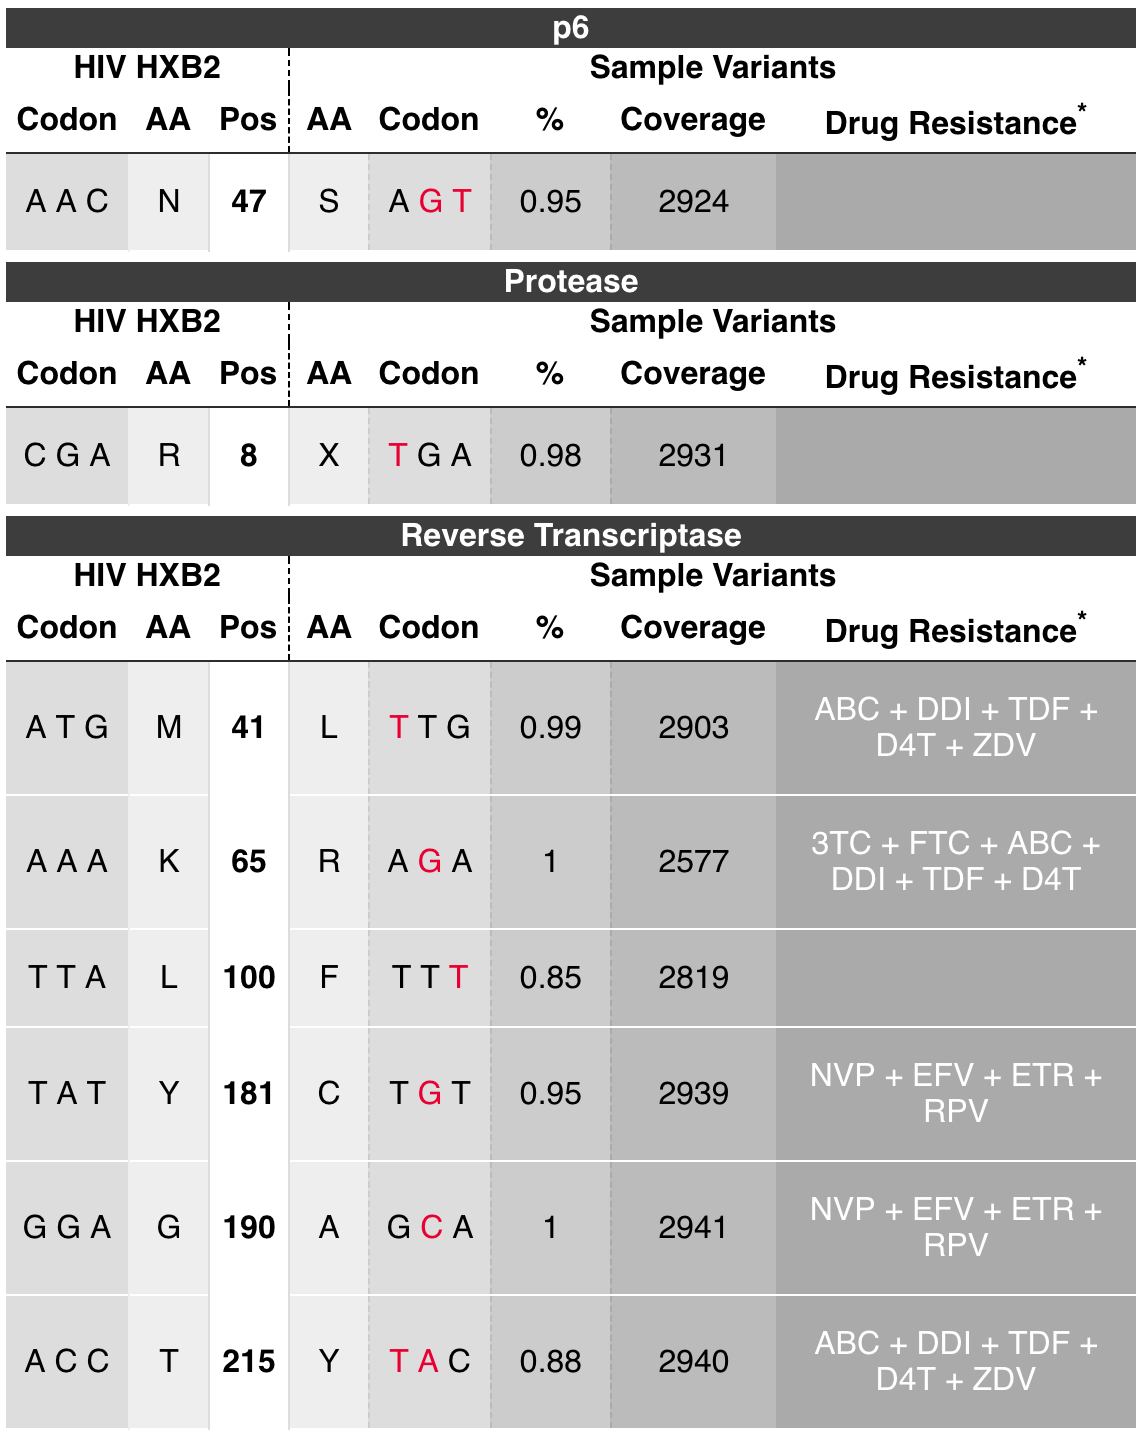 p6
HIV HXB2 Sample Variants
Codon AA Pos AA Codon % Coverage Drug Resistance*
A A C N 47 S A G T 0.95 2924
Protease
HIV HXB2 Sample Variants
Codon AA Pos AA Codon % Coverage Drug Resistance*
C G A R 8 X T G A 0.98 2931
Reverse Transcriptase
HIV HXB2 Sample Variants
Codon AA Pos AA Codon % Coverage Drug Resistance*
A T G M 41 L T T G 0.99 2903 ABC + DDI + TDF +
D4T + ZDV
A A A K 65 R A G A 1 2577 3TC + FTC + ABC +
DDI + TDF + D4T
T T A L 100 F T T T 0.85 2819
T A T Y 181 C T G T 0.95 2939 NVP + EFV + ETR +
RPV
G G A G 190 A G C A 1 2941 NVP + EFV + ETR +
RPV
A C C T 215 Y T A C 0.88 2940 ABC + DDI + TDF +
D4T + ZDV